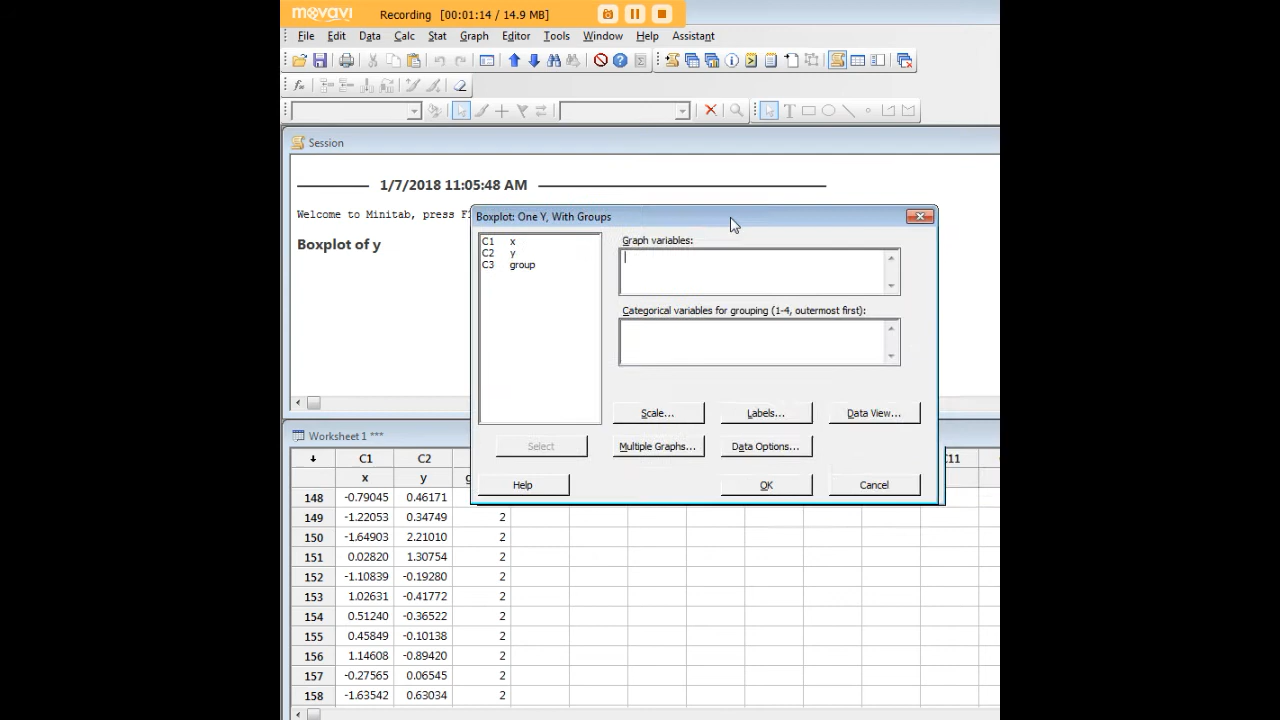 movavi Recording [00:01:14 / 14.9 MB]
File Edit Data Calc Stat Graph Editor Tools Window Help Assistant
Session
1/7/2018 11:05:48 AM
Welcome to Minitab, press F
Boxplot of y
Boxplot: One Y, With Groups
C1 x
C2 y
C3 group
Graph variables:
Categorical variables for grouping (1-4, outermost first):
Scale... Labels... Data View...
Select Multiple Graphs... Data Options...
Help OK Cancel
Worksheet 1 ***
C1 C2 C11
x y g
148 -0.79045 0.46171
149 -1.22053 0.34749 2
150 -1.64903 2.21010 2
151 0.02820 1.30754 2
152 -1.10839 -0.19280 2
153 1.02631 -0.41772 2
154 0.51240 -0.36522 2
155 0.45849 -0.10138 2
156 1.14608 -0.89420 2
157 -0.27565 0.06545 2
158 -1.63542 0.63034 2